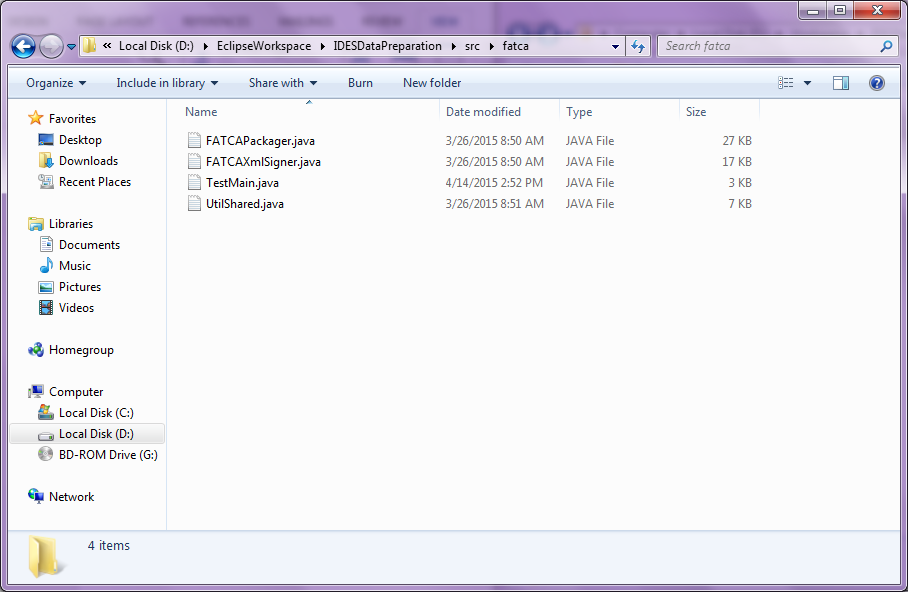 « Local Disk (D:) EclipseWorkspace IDESDataPreparation src fatca Search fatca
Organize Include in library Share with Burn New folder
Name Date modified Type Size
Favorites
Desktop
Downloads
Recent Places
Libraries
Documents
Music
Pictures
Videos
Homegroup
Computer
Local Disk (C:)
Local Disk (D:)
BD-ROM Drive (G:)
Network
FATCAPackager.java 3/26/2015 8:50 AM JAVA File 27 KB
FATCAXmlSigner.java 3/26/2015 8:50 AM JAVA File 17 KB
TestMain.java 4/14/2015 2:52 PM JAVA File 3 KB
UtilShared.java 3/26/2015 8:51 AM JAVA File 7 KB
4 items